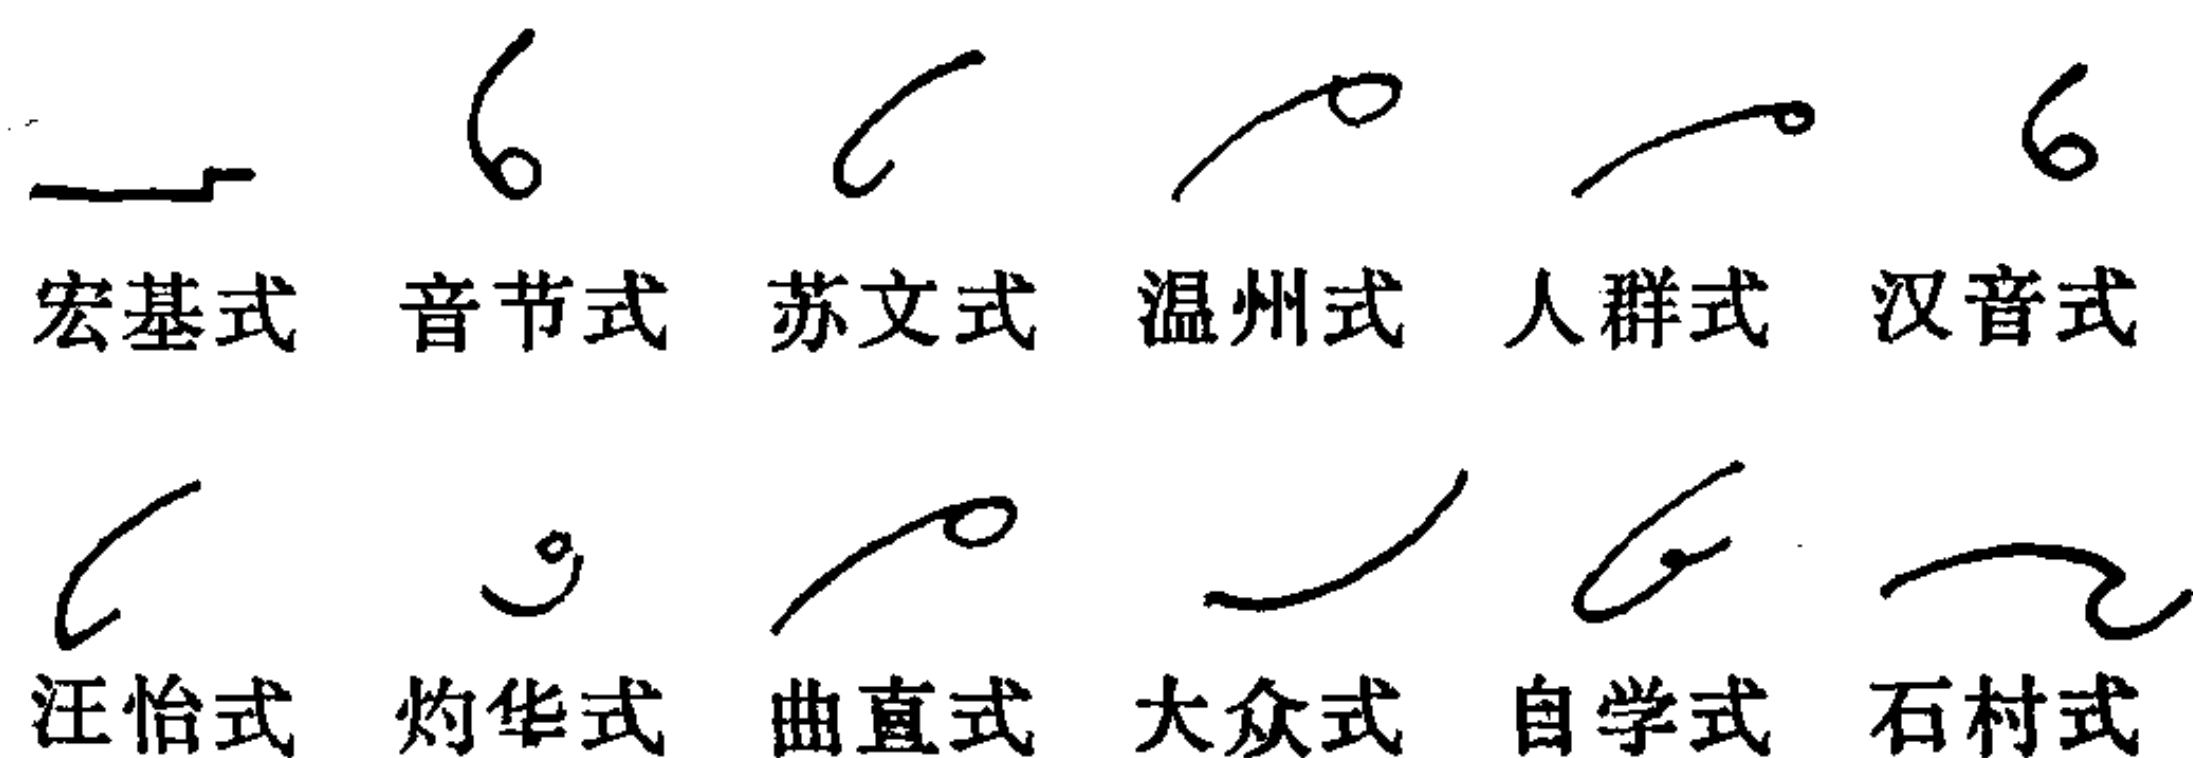 宏基式 音节式 苏文式 温州式 人群式 汉音式
汪怡式 灼华式 曲直式 大众式 自学式 石村式